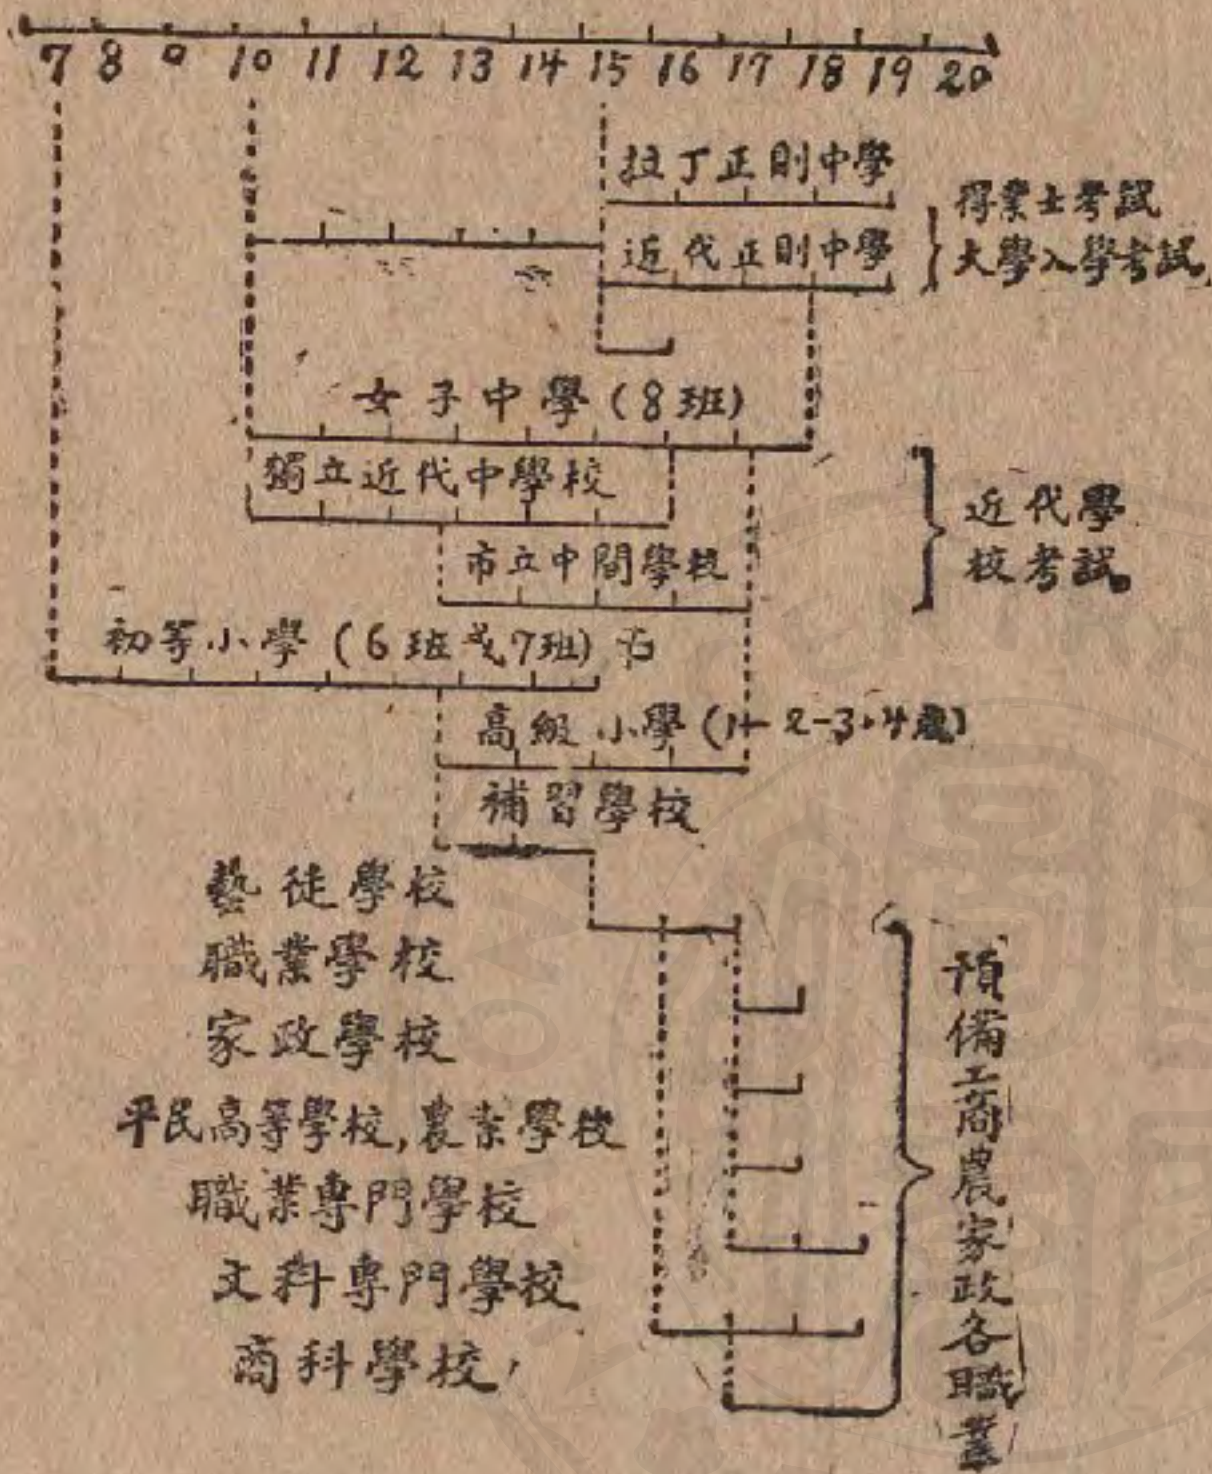 7 8 9 10 11 12 13 14 15 16 17 18 19 20
拉丁正則中學
得業士考試
近代正則中學
大學入學考試。
女子中學(8班)
獨立近代中學校
近代學
校考試。
市立中間學校
初等小學(6班或7班)
高級小學(1-2-3-4歲)
補習學校
藝徒學校
職業學校
家政學校
平民高等學校,農業學校
職業專門學校
文科專門學校
商科學校
預備工商農家政各職業